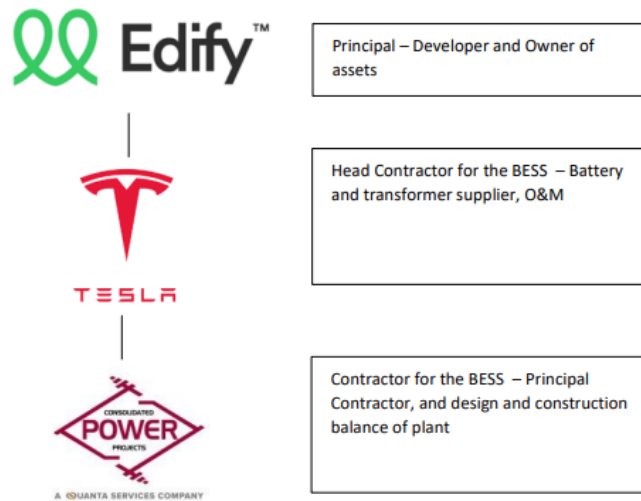 Edify™
Principal – Developer and Owner of
assets
Head Contractor for the BESS – Battery
and transformer supplier, O&M
TESLA
Contractor for the BESS – Principal
Contractor, and design and construction
balance of plant
CONSOLIDATED
POWER
PROJECTS
A QUANTA SERVICES COMPANY